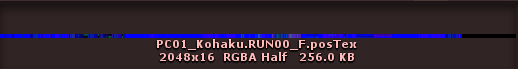 PC01_Kohaku.RUN00_F.posTex
2048x16 RGBA Half 256.0 KB